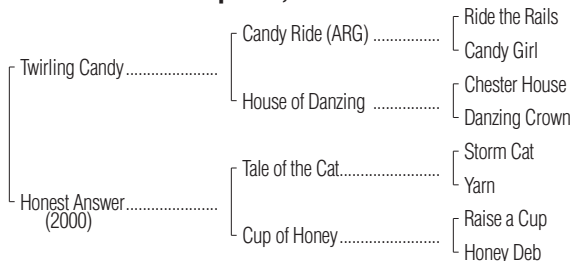 Ride the Rails
Candy Ride (ARG) ................
Candy Girl
Twirling Candy ......................
Chester House
House of Danzing ................
Danzing Crown
Storm Cat
Tale of the Cat........................
Yarn
Honest Answer......................
(2000)
Raise a Cup
Cup of Honey........................
Honey Deb